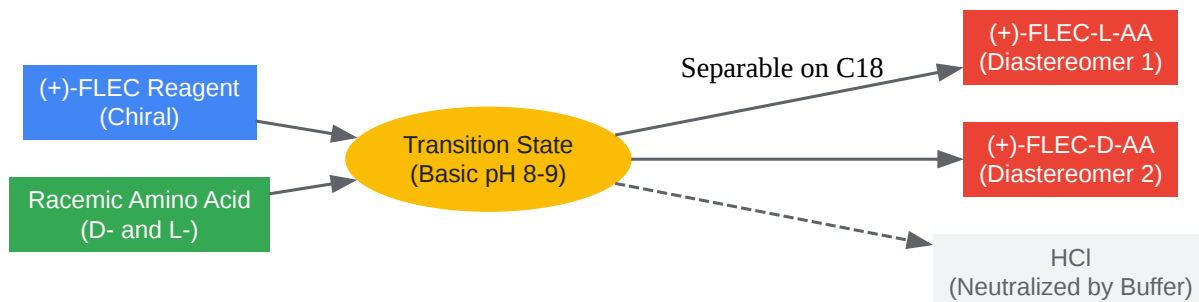 (+)-FLEC Reagent
(Chiral)
Racemic Amino Acid
(D- and L-)
Transition State
(Basic pH 8-9)
Separable on C18
(+)-FLEC-L-AA
(Diastereomer 1)
(+)-FLEC-D-AA
(Diastereomer 2)
HCl
(Neutralized by Buffer)